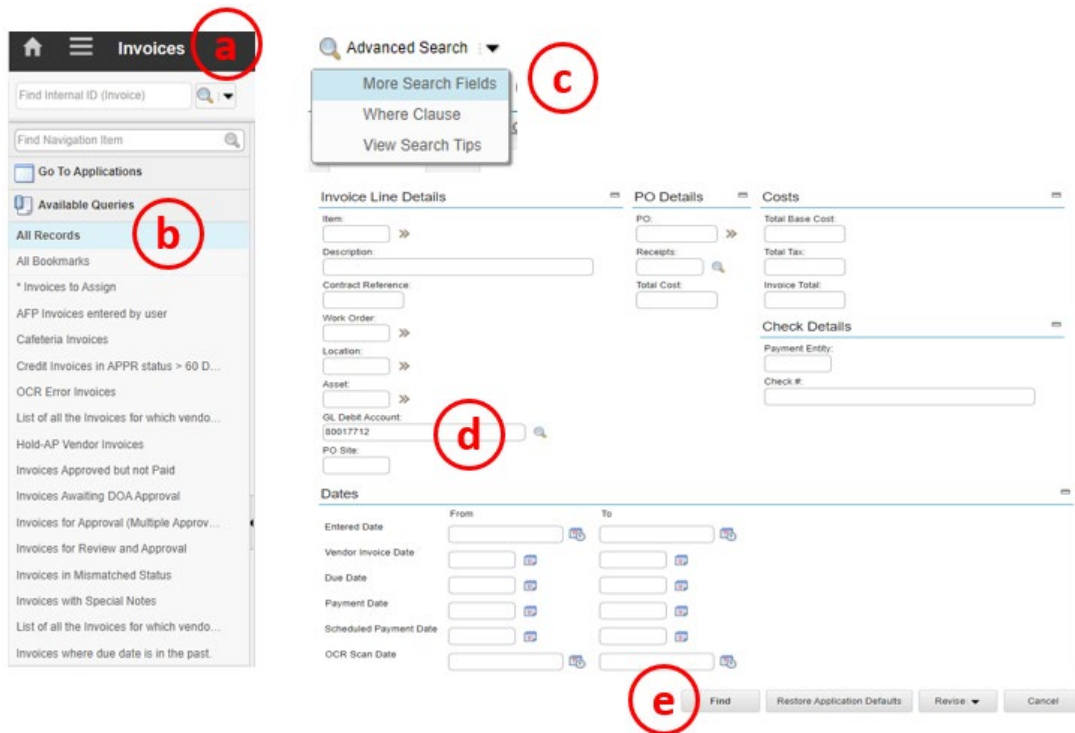 Invoices a
Find Internal ID (Invoice)
Find Navigation Item
Go To Applications
Available Queries
b
All Records
All Bookmarks
* Invoices to Assign
AFP Invoices entered by user
Cafeteria Invoices
Credit Invoices in APPR status > 60 D...
OCR Error Invoices
List of all the Invoices for which vendo...
Hold-AP Vendor Invoices
Invoices Approved but not Paid
Invoices Awaiting DOA Approval
Invoices for Approval (Multiple Approv...
Invoices for Review and Approval
Invoices in Mismatched Status
Invoices with Special Notes
List of all the Invoices for which vendo...
Invoices where due date is in the past.
Advanced Search
c
More Search Fields
Where Clause
View Search Tips
Invoice Line Details
Item:
Description:
Contract Reference:
Work Order:
Location:
Asset:
GL Debit Account:
80017712
d
PO Site:
PO Details
PO:
Receipts:
Total Cost:
Costs
Total Base Cost:
Total Tax:
Invoice Total:
Check Details
Payment Entity:
Check #:
Dates
From To
Entered Date
Vendor Invoice Date
Due Date
Payment Date
Scheduled Payment Date
OCR Scan Date
e
Find Restore Application Defaults Revise Cancel